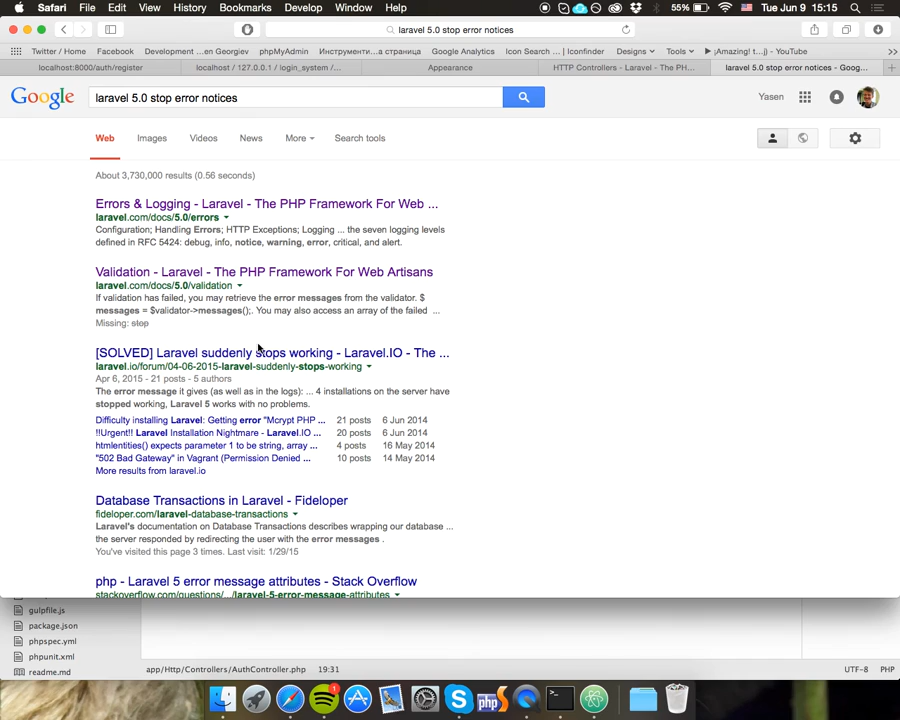 Safari File Edit View History Bookmarks Develop Window Help 55% Tue Jun 9 15:15
laravel 5.0 stop error notices
Twitter / Home Facebook Development ...en Georgiev phpMyAdmin Инструменти...а страница Google Analytics Icon Search ... | Iconfinder Designs Tools ▶ ¡Amazing! t...j) - YouTube >>
localhost:8000/auth/register localhost / 127.0.0.1 / login_system /... Appearance HTTP Controllers - Laravel - The PH... laravel 5.0 stop error notices - Goog... +
Google laravel 5.0 stop error notices Yasen
Web Images Videos News More Search tools
About 3,730,000 results (0.56 seconds)
Errors & Logging - Laravel - The PHP Framework For Web ...
laravel.com/docs/5.0/errors
Configuration; Handling Errors; HTTP Exceptions; Logging ... the seven logging levels
defined in RFC 5424: debug, info, notice, warning, error, critical, and alert.
Validation - Laravel - The PHP Framework For Web Artisans
laravel.com/docs/5.0/validation
If validation has failed, you may retrieve the error messages from the validator. $
messages = $validator->messages();. You may also access an array of the failed ...
Missing: stop
[SOLVED] Laravel suddenly stops working - Laravel.IO - The ...
laravel.io/forum/04-06-2015-laravel-suddenly-stops-working
Apr 6, 2015 - 21 posts - 5 authors
The error message it gives (as well as in the logs): ... 4 installations on the server have
stopped working, Laravel 5 works with no problems.
Difficulty installing Laravel: Getting error "Mcrypt PHP ... 21 posts 6 Jun 2014
!!Urgent!! Laravel Installation Nightmare - Laravel.IO ... 20 posts 6 Jun 2014
htmlentities() expects parameter 1 to be string, array ... 4 posts 16 May 2014
"502 Bad Gateway" in Vagrant (Permission Denied ... 10 posts 14 May 2014
More results from laravel.io
Database Transactions in Laravel - Fideloper
fideloper.com/laravel-database-transactions
Laravel's documentation on Database Transactions describes wrapping our database ...
the server responded by redirecting the user with the error messages .
You've visited this page 3 times. Last visit: 1/29/15
php - Laravel 5 error message attributes - Stack Overflow
stackoverflow.com/questions/.../laravel-5-error-message-attributes
gulpfile.js
package.json
phpspec.yml
phpunit.xml
readme.md
app/Http/Controllers/AuthController.php 19:31 UTF-8 PHP
1
php